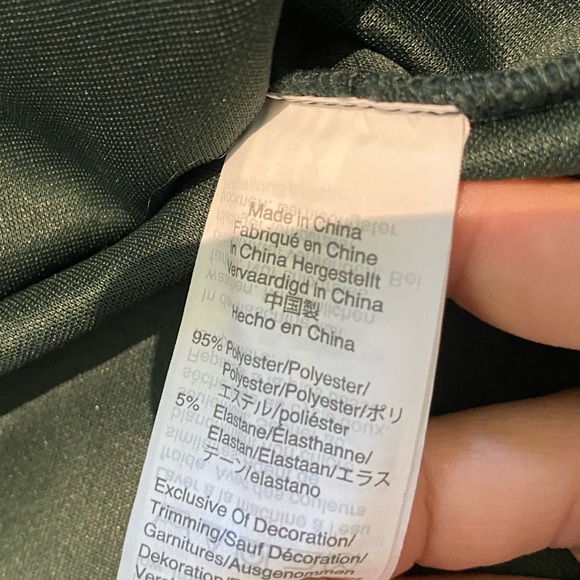 Made In China
Fabriqué en Chine
In China Hergestellt
Vervaardigd in China
中国製
Hecho en China
95% Polyester/Polyester/
Polyester/Polyester/ポリ
エステル/poliéster
5% Elastane/Élasthanne/
Elastan/Elastaan/エラス
テーン/elastano
Exclusive Of Decoration/
Trimming/Sauf Décoration/
Garnitures/Ausgenommen
Dekoration/